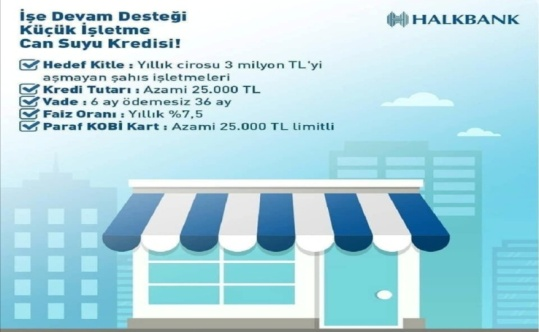 İşe Devam Desteği
Küçük İşletme
Can Suyu Kredisi!
HALKBANK
Hedef Kitle : Yıllık cirosu 3 milyon TL'yi
aşmayan şahıs işletmeleri
Kredi Tutarı : Azami 25.000 TL
Vade : 6 ay ödemesiz 36 ay
Faiz Oranı : Yıllık %7,5
Paraf KOBİ Kart : Azami 25.000 TL limitli